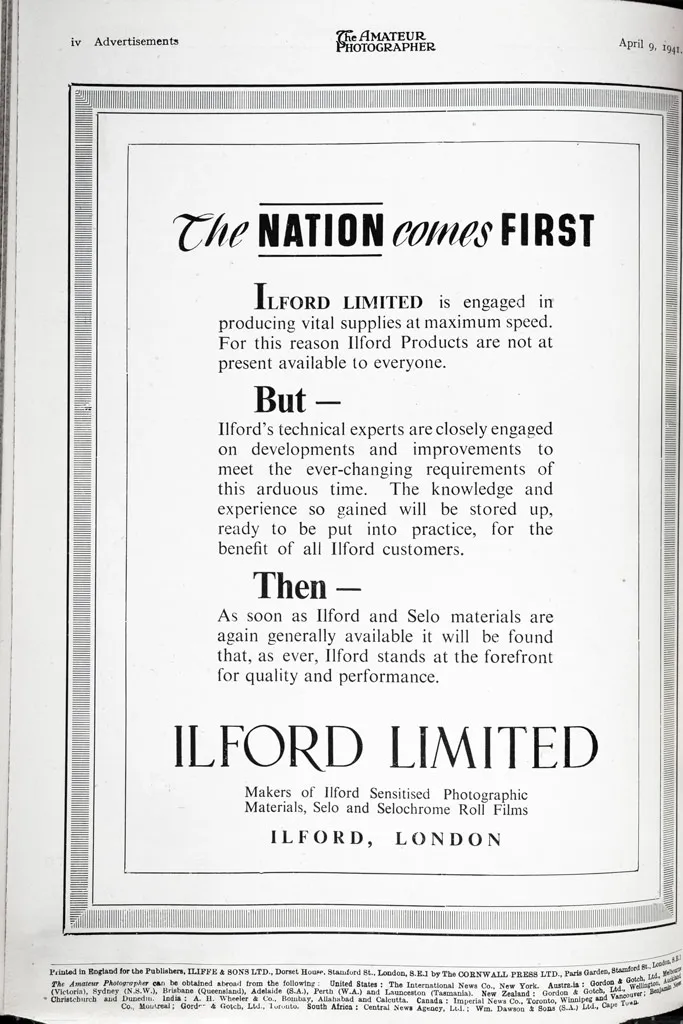 iv Advertisements
The AMATEUR
PHOTOGRAPHER
April 9, 1941.
The NATION comes FIRST
ILFORD LIMITED is engaged in
producing vital supplies at maximum speed.
For this reason Ilford Products are not at
present available to everyone.
But —
Ilford's technical experts are closely engaged
on developments and improvements to
meet the ever-changing requirements of
this arduous time. The knowledge and
experience so gained will be stored up,
ready to be put into practice, for the
benefit of all Ilford customers.
Then —
As soon as Ilford and Selo materials are
again generally available it will be found
that, as ever, Ilford stands at the forefront
for quality and performance.
ILFORD LIMITED
Makers of Ilford Sensitised Photographic
Materials, Selo and Selochrome Roll Films
ILFORD, LONDON
Printed in England for the Publishers, ILIFFE & SONS LTD., Dorset House, Stamford St., London, S.E.1 by The CORNWALL PRESS LTD., Paris Garden, Stamford St., London, S.E.1
The Amateur Photographer can be obtained abroad from the following: United States: The International News Co., New York. Australia: Gordon & Gotch, Ltd., Melbourne
(Victoria), Sydney (N.S.W.), Brisbane (Queensland), Adelaide (S.A.), Perth (W.A.) and Launceston (Tasmania). New Zealand: Gordon & Gotch, Ltd., Wellington, Auckland
Christchurch and Dunedin. India: A. H. Wheeler & Co., Bombay, Allahabad and Calcutta. Canada: Imperial News Co., Toronto, Winnipeg and Vancouver; Benjamin News
Co., Montreal; Gordon & Gotch, Ltd., Toronto. South Africa: Central News Agency, Ltd.; Wm. Dawson & Sons (S.A.) Ltd., Cape Town.